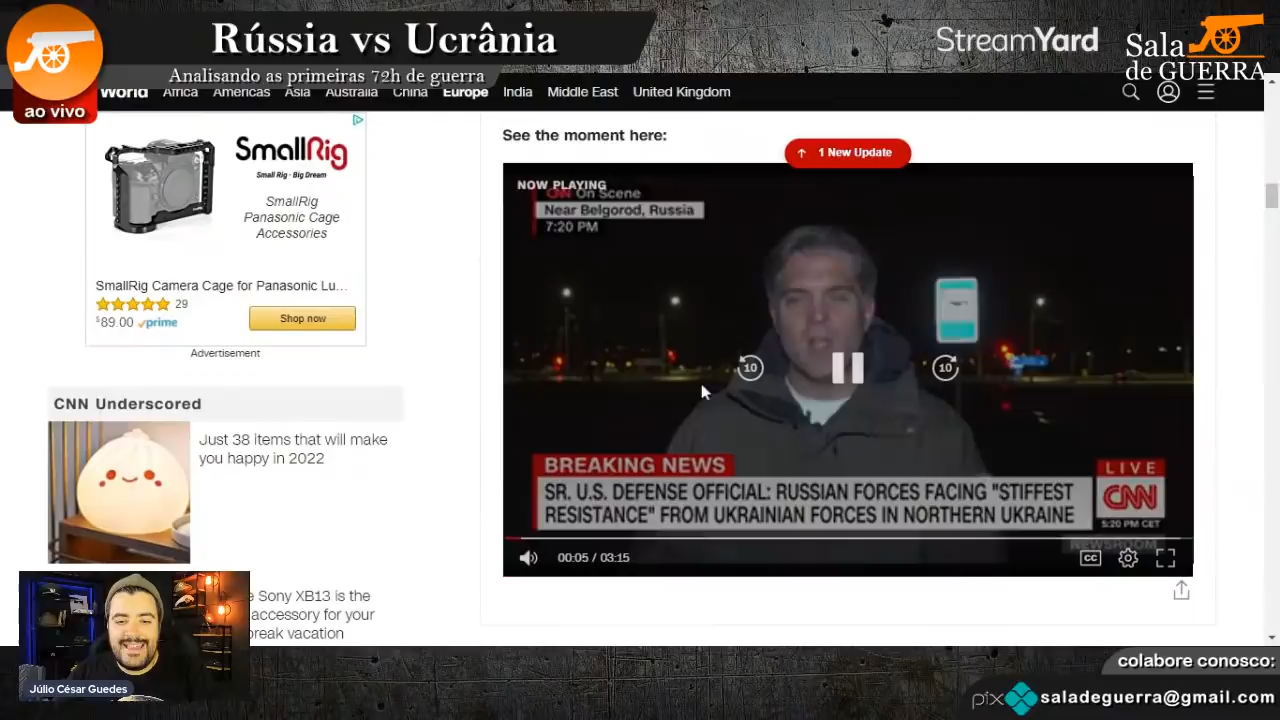 Rússia vs Ucrânia
Analisando as primeiras 72h de guerra
ao vivo
StreamYard
Sala
de GUERRA
World Africa Americas Asia Australia China Europe India Middle East United Kingdom
SmallRig
Small Rig - Big Dream
SmallRig
Panasonic Cage
Accessories
SmallRig Camera Cage for Panasonic Lu...
29
$89.00 prime
Shop now
Advertisement
CNN Underscored
Just 38 items that will make
you happy in 2022
e Sony XB13 is the
accessory for your
break vacation
See the moment here:
1 New Update
NOW PLAYING
CNN On Scene
Near Belgorod, Russia
7:20 PM
10
10
BREAKING NEWS
SR. U.S. DEFENSE OFFICIAL: RUSSIAN FORCES FACING "STIFFEST
RESISTANCE" FROM UKRAINIAN FORCES IN NORTHERN UKRAINE
LIVE
CNN
5:20 PM CET
NEWSROOM
00:05 / 03:15
CC
Júlio César Guedes
colabore conosco:
pix saladeguerra@gmail.com